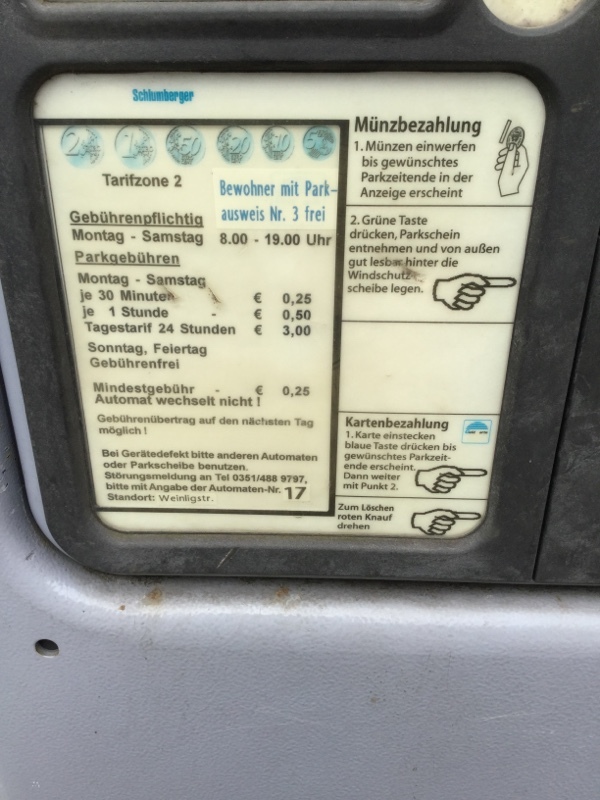 Schlumberger
2 1 50 20 10 5
Tarifzone 2
Bewohner mit Park-
ausweis Nr. 3 frei
Gebührenpflichtig
Montag - Samstag 8.00 - 19.00 Uhr
Parkgebühren
Montag - Samstag
je 30 Minuten - € 0,25
je 1 Stunde - € 0,50
Tagestarif 24 Stunden € 3,00
Sonntag, Feiertag
Gebührenfrei
Mindestgebühr - € 0,25
Automat wechselt nicht !
Gebührenübertrag auf den nächsten Tag
möglich !
Bei Gerätedefekt bitte anderen Automaten
oder Parkscheibe benutzen.
Störungsmeldung an Tel 0351/488 9797,
bitte mit Angabe der Automaten-Nr. 17
Standort: Weinligstr.
Münzbezahlung
1. Münzen einwerfen
bis gewünschtes
Parkzeitende in der
Anzeige erscheint
2. Grüne Taste
drücken, Parkschein
entnehmen und von außen
gut lesbar hinter die
Windschutz-
scheibe legen.
Kartenbezahlung
1. Karte einstecken
blaue Taste drücken bis
gewünschtes Parkzeit-
ende erscheint.
Dann weiter
mit Punkt 2.
Zum Löschen
roten Knauf
drehen